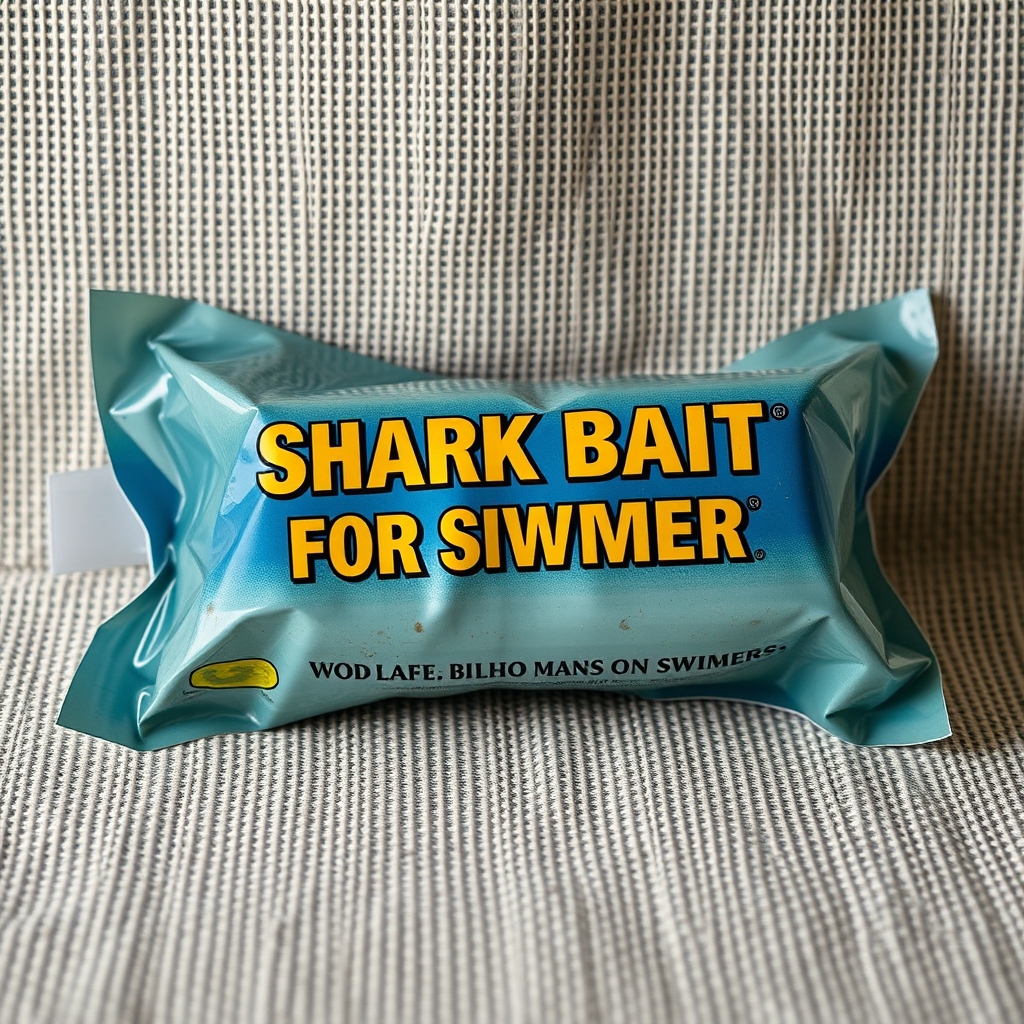 SHARK BAIT®
FOR SIWMER®
WOD LAFE. BILHO MANS ON SWIMERS.